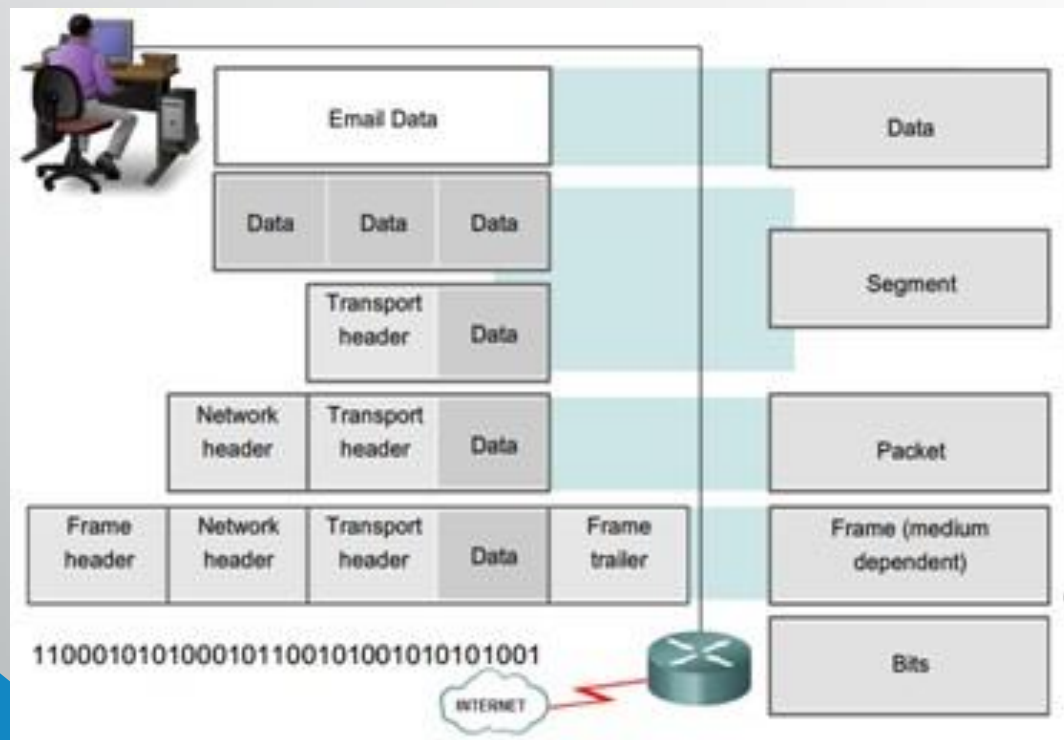 Email Data
Data
Data Data Data
Segment
Transport
header Data
Network
header Transport
header Data
Packet
Frame
header Network
header Transport
header Data Frame
trailer
Frame (medium
dependent)
1100010101000101100101001010101001
Bits
INTERNET